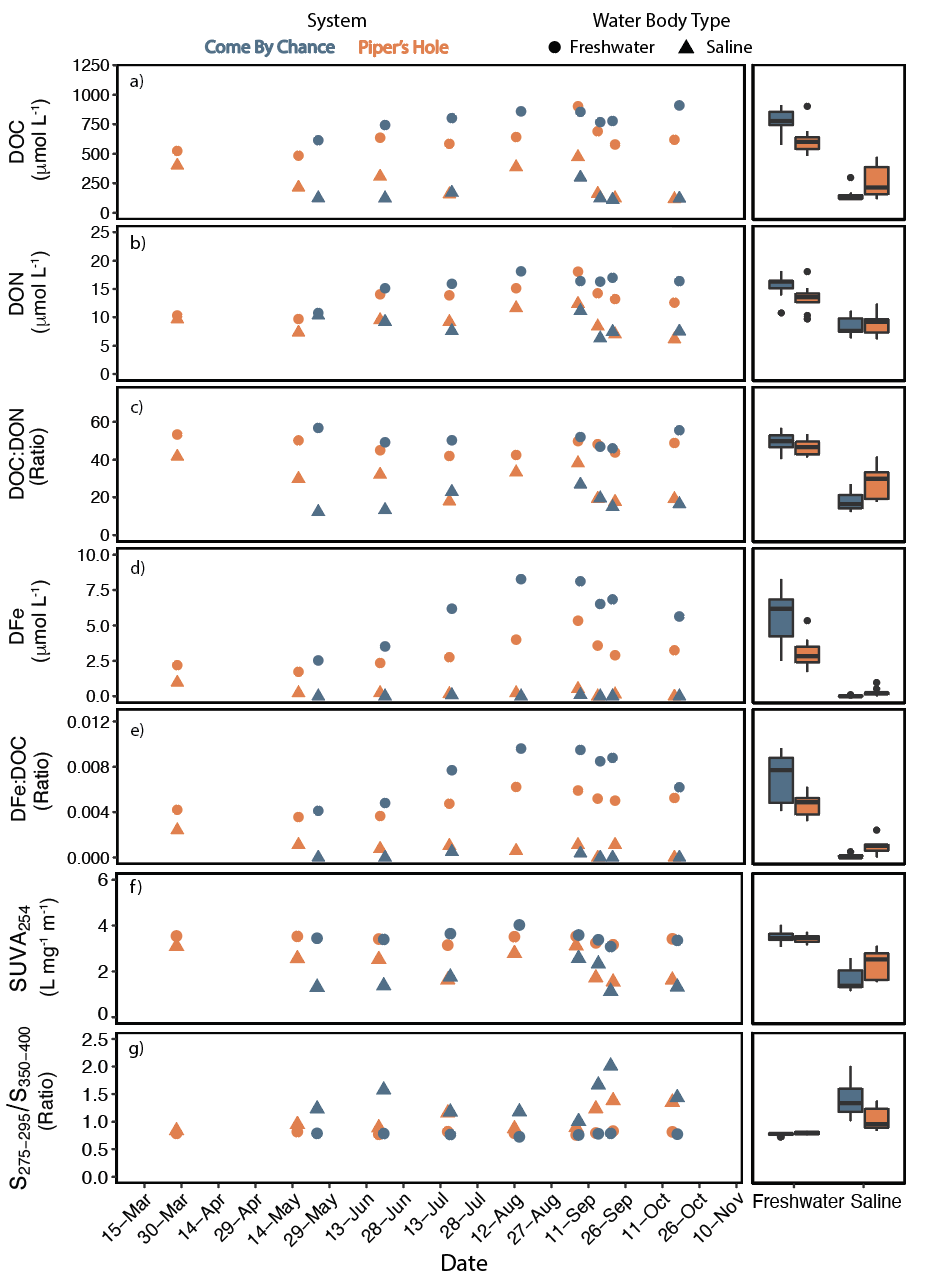 System
Water Body Type
Come By Chance Piper's Hole
Freshwater Saline
a)
DOC
(μmol L⁻¹)
1250
1000
750
500
250
0
b)
DON
(μmol L⁻¹)
25
20
15
10
5
0
c)
DOC:DON
(Ratio)
60
40
20
0
d)
DFe
(μmol L⁻¹)
10.0
7.5
5.0
2.5
0.0
e)
DFe:DOC
(Ratio)
0.012
0.008
0.004
0.000
f)
SUVA₂₅₄
(L mg⁻¹ m⁻¹)
6
4
2
0
g)
S₂₇₅₋₂₉₅/S₃₅₀₋₄₀₀
(Ratio)
2.5
2.0
1.5
1.0
0.5
0.0
15–Mar 30–Mar 14–Apr 29–Apr 14–May 29–May 13–Jun 28–Jun 13–Jul 28–Jul 12–Aug 27–Aug 11–Sep 26–Sep 11–Oct 26–Oct 10–Nov
Freshwater Saline
Date